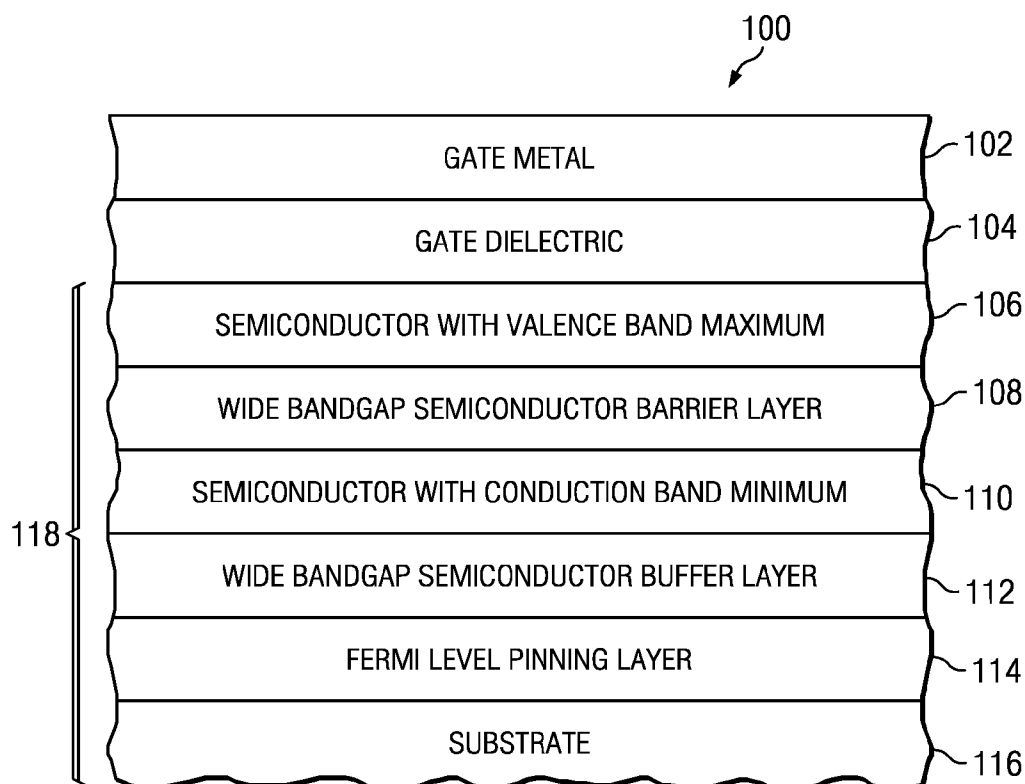 100
GATE METAL
102
GATE DIELECTRIC
104
SEMICONDUCTOR WITH VALENCE BAND MAXIMUM
106
WIDE BANDGAP SEMICONDUCTOR BARRIER LAYER
108
SEMICONDUCTOR WITH CONDUCTION BAND MINIMUM
110
118
WIDE BANDGAP SEMICONDUCTOR BUFFER LAYER
112
FERMI LEVEL PINNING LAYER
114
SUBSTRATE
116